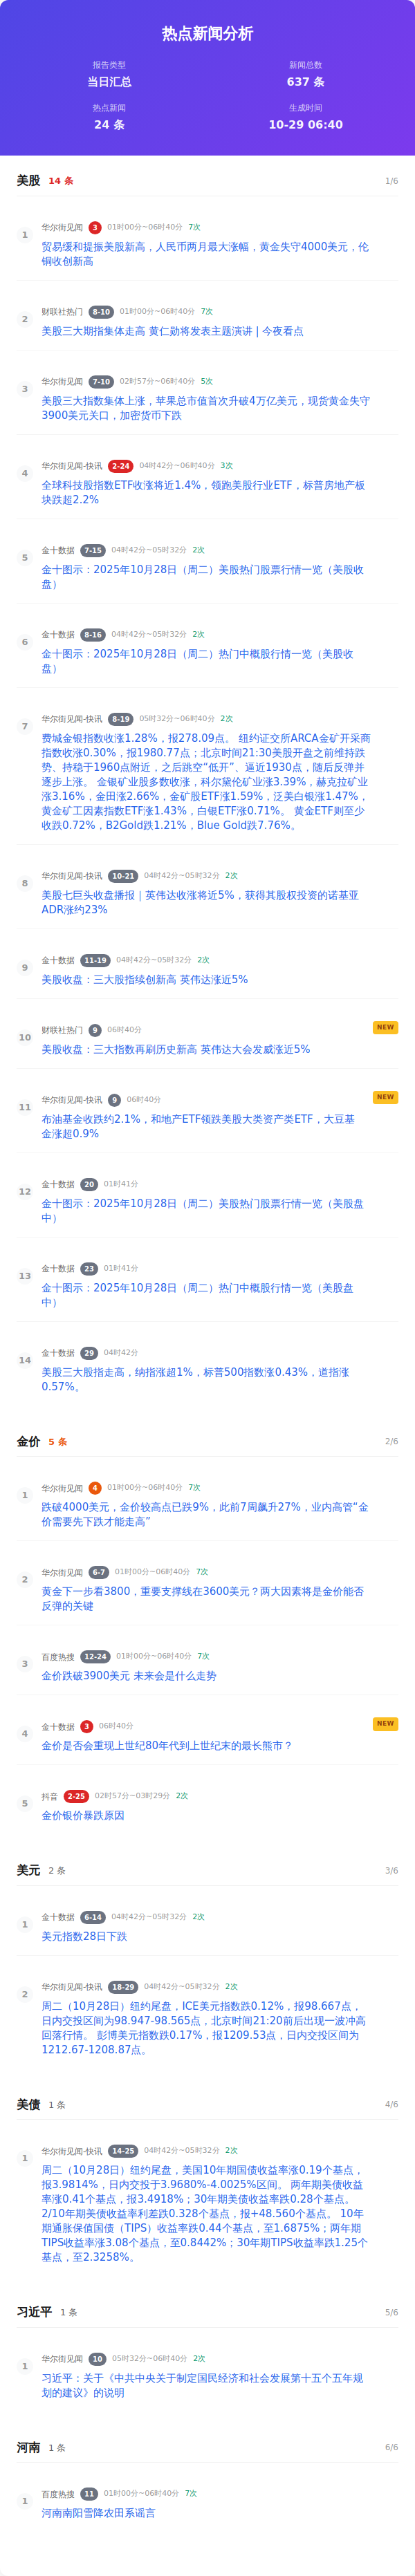 热点新闻分析
报告类型
当日汇总
新闻总数
637 条
热点新闻
24 条
生成时间
10-29 06:40
美股 14 条 1/6
1
华尔街见闻 3 01时00分~06时40分 7次
贸易缓和提振美股新高，人民币两月最大涨幅，黄金失守4000美元，伦
铜收创新高
2
财联社热门 8-10 01时00分~06时40分 7次
美股三大期指集体走高 黄仁勋将发表主题演讲 | 今夜看点
3
华尔街见闻 7-10 02时57分~06时40分 5次
美股三大指数集体上涨，苹果总市值首次升破4万亿美元，现货黄金失守
3900美元关口，加密货币下跌
4
华尔街见闻-快讯 2-24 04时42分~06时40分 3次
全球科技股指数ETF收涨将近1.4%，领跑美股行业ETF，标普房地产板
块跌超2.2%
5
金十数据 7-15 04时42分~05时32分 2次
金十图示：2025年10月28日（周二）美股热门股票行情一览（美股收
盘）
6
金十数据 8-16 04时42分~05时32分 2次
金十图示：2025年10月28日（周二）热门中概股行情一览（美股收
盘）
7
华尔街见闻-快讯 8-19 05时32分~06时40分 2次
费城金银指数收涨1.28%，报278.09点。 纽约证交所ARCA金矿开采商
指数收涨0.30%，报1980.77点；北京时间21:30美股开盘之前维持跌
势、持稳于1960点附近，之后跳空“低开”、逼近1930点，随后反弹并
逐步上涨。 金银矿业股多数收涨，科尔黛伦矿业涨3.39%，赫克拉矿业
涨3.16%，金田涨2.66%，金矿股ETF涨1.59%，泛美白银涨1.47%，
黄金矿工因素指数ETF涨1.43%，白银ETF涨0.71%。 黄金ETF则至少
收跌0.72%，B2Gold跌1.21%，Blue Gold跌7.76%。
8
华尔街见闻-快讯 10-21 04时42分~05时32分 2次
美股七巨头收盘播报｜英伟达收涨将近5%，获得其股权投资的诺基亚
ADR涨约23%
9
金十数据 11-19 04时42分~05时32分 2次
美股收盘：三大股指续创新高 英伟达涨近5%
10
财联社热门 9 06时40分 NEW
美股收盘：三大指数再刷历史新高 英伟达大会发威涨近5%
11
华尔街见闻-快讯 9 06时40分 NEW
布油基金收跌约2.1%，和地产ETF领跌美股大类资产类ETF，大豆基
金涨超0.9%
12
金十数据 20 01时41分
金十图示：2025年10月28日（周二）美股热门股票行情一览（美股盘
中）
13
金十数据 23 01时41分
金十图示：2025年10月28日（周二）热门中概股行情一览（美股盘
中）
14
金十数据 29 04时42分
美股三大股指走高，纳指涨超1%，标普500指数涨0.43%，道指涨
0.57%。
金价 5 条 2/6
1
华尔街见闻 4 01时00分~06时40分 7次
跌破4000美元，金价较高点已跌9%，此前7周飙升27%，业内高管“金
价需要先下跌才能走高”
2
华尔街见闻 6-7 01时00分~06时40分 7次
黄金下一步看3800，重要支撑线在3600美元？两大因素将是金价能否
反弹的关键
3
百度热搜 12-24 01时00分~06时40分 7次
金价跌破3900美元 未来会是什么走势
4
金十数据 3 06时40分 NEW
金价是否会重现上世纪80年代到上世纪末的最长熊市？
5
抖音 2-25 02时57分~03时29分 2次
金价银价暴跌原因
美元 2 条 3/6
1
金十数据 6-14 04时42分~05时32分 2次
美元指数28日下跌
2
华尔街见闻-快讯 18-29 04时42分~05时32分 2次
周二（10月28日）纽约尾盘，ICE美元指数跌0.12%，报98.667点，
日内交投区间为98.947-98.565点，北京时间21:20前后出现一波冲高
回落行情。 彭博美元指数跌0.17%，报1209.53点，日内交投区间为
1212.67-1208.87点。
美债 1 条 4/6
1
华尔街见闻-快讯 14-25 04时42分~05时32分 2次
周二（10月28日）纽约尾盘，美国10年期国债收益率涨0.19个基点，
报3.9814%，日内交投于3.9680%-4.0025%区间。 两年期美债收益
率涨0.41个基点，报3.4918%；30年期美债收益率跌0.28个基点。
2/10年期美债收益率利差跌0.328个基点，报+48.560个基点。 10年
期通胀保值国债（TIPS）收益率跌0.44个基点，至1.6875%；两年期
TIPS收益率涨3.08个基点，至0.8442%；30年期TIPS收益率跌1.25个
基点，至2.3258%。
习近平 1 条 5/6
1
华尔街见闻 10 05时32分~06时40分 2次
习近平：关于《中共中央关于制定国民经济和社会发展第十五个五年规
划的建议》的说明
河南 1 条 6/6
1
百度热搜 11 01时00分~06时40分 7次
河南南阳雪降农田系谣言